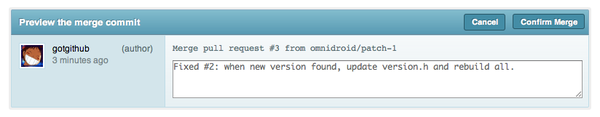 Preview the merge commit
Cancel
Confirm Merge
gotgithub (author)
3 minutes ago
Merge pull request #3 from omnidroid/patch-1
Fixed #2: when new version found, update version.h and rebuild all.